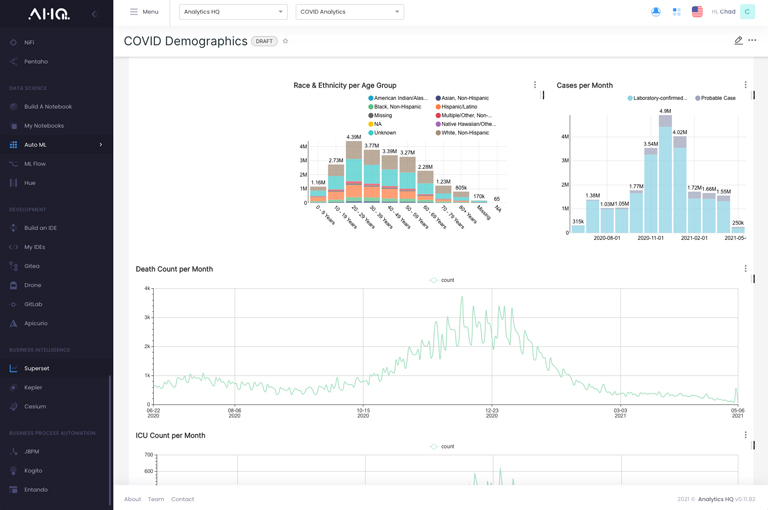 AHQ.
Menu
Analytics HQ
COVID Analytics
Hi, Chad
C
COVID Demographics
DRAFT
NiFi
Pentaho
DATA SCIENCE
Build A Notebook
My Notebooks
Auto ML
ML Flow
Hue
DEVELOPMENT
Build an IDE
My IDEs
Gitea
Drone
GitLab
Apicurio
BUSINESS INTELLIGENCE
Superset
Kepler
Cesium
BUSINESS PROCESS AUTOMATION
JBPM
Kogito
Entando
Race & Ethnicity per Age Group
American Indian/Alas...
Asian, Non-Hispanic
Black, Non-Hispanic
Hispanic/Latino
Missing
Multiple/Other, Non-...
NA
Native Hawaiian/Othe...
Unknown
White, Non-Hispanic
4M
3M
2M
1M
0
1.16M
2.73M
4.39M
3.77M
3.39M
3.27M
2.28M
1.23M
605k
170k
65
0 - 9 Years
10 - 19 Years
20 - 29 Years
30 - 39 Years
40 - 49 Years
50 - 59 Years
60 - 69 Years
70 - 79 Years
80+ Years
Missing
NA
Cases per Month
Laboratory-confirmed...
Probable Case
4M
3M
2M
1M
0
315k
1.38M
1.03M
1.05M
1.77M
3.54M
4.9M
4.02M
1.72M
1.66M
1.55M
250k
2020-08-01
2020-11-01
2021-02-01
2021-05-
Death Count per Month
count
4k
3k
2k
1k
0
06-22
2020
08-06
2020
10-15
2020
12-23
2020
03-03
2021
05-06
2021
ICU Count per Month
count
700
600
About
Team
Contact
2021 © Analytics HQ v0.11.82